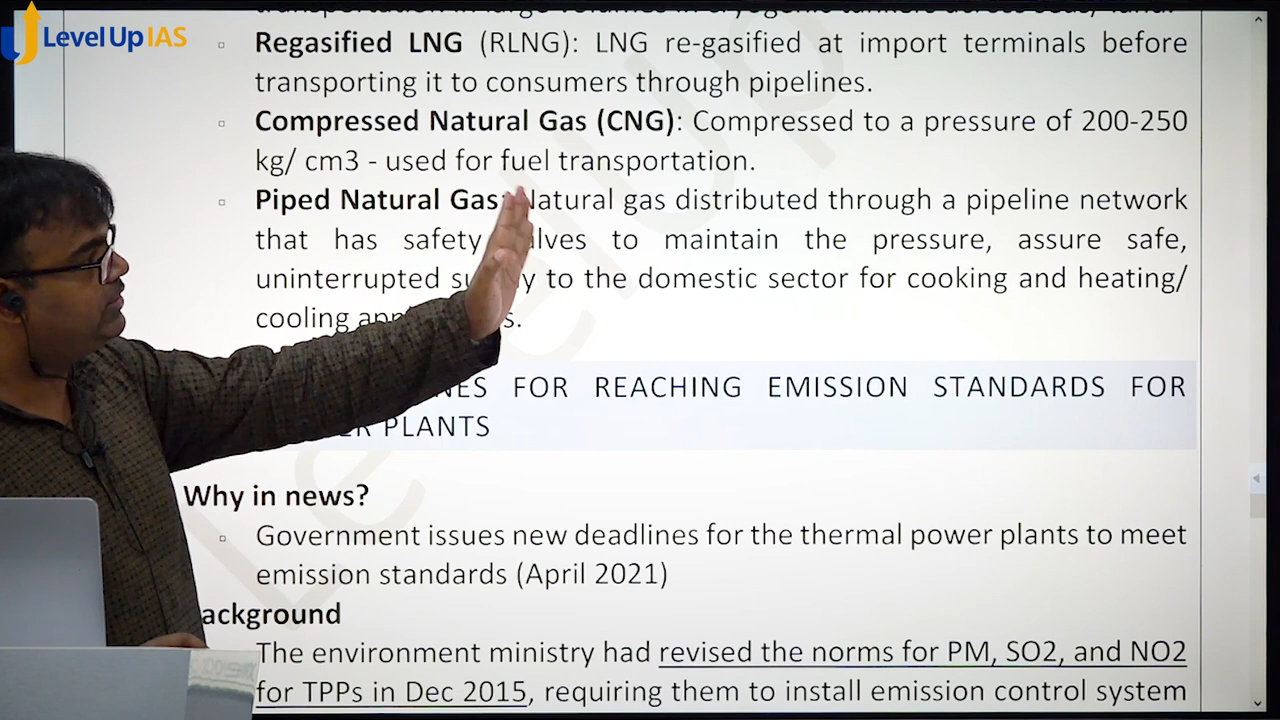 Level Up IAS
Regasified LNG (RLNG): LNG re-gasified at import terminals before
transporting it to consumers through pipelines.
Compressed Natural Gas (CNG): Compressed to a pressure of 200-250
kg/ cm3 - used for fuel transportation.
Piped Natural Gas: Natural gas distributed through a pipeline network
that has safety valves to maintain the pressure, assure safe,
uninterrupted supply to the domestic sector for cooking and heating/
cooling
FOR REACHING EMISSION STANDARDS FOR
PLANTS
Why in news?
Government issues new deadlines for the thermal power plants to meet
emission standards (April 2021)
Background
The environment ministry had revised the norms for PM, SO2, and NO2
for TPPs in Dec 2015, requiring them to install emission control system